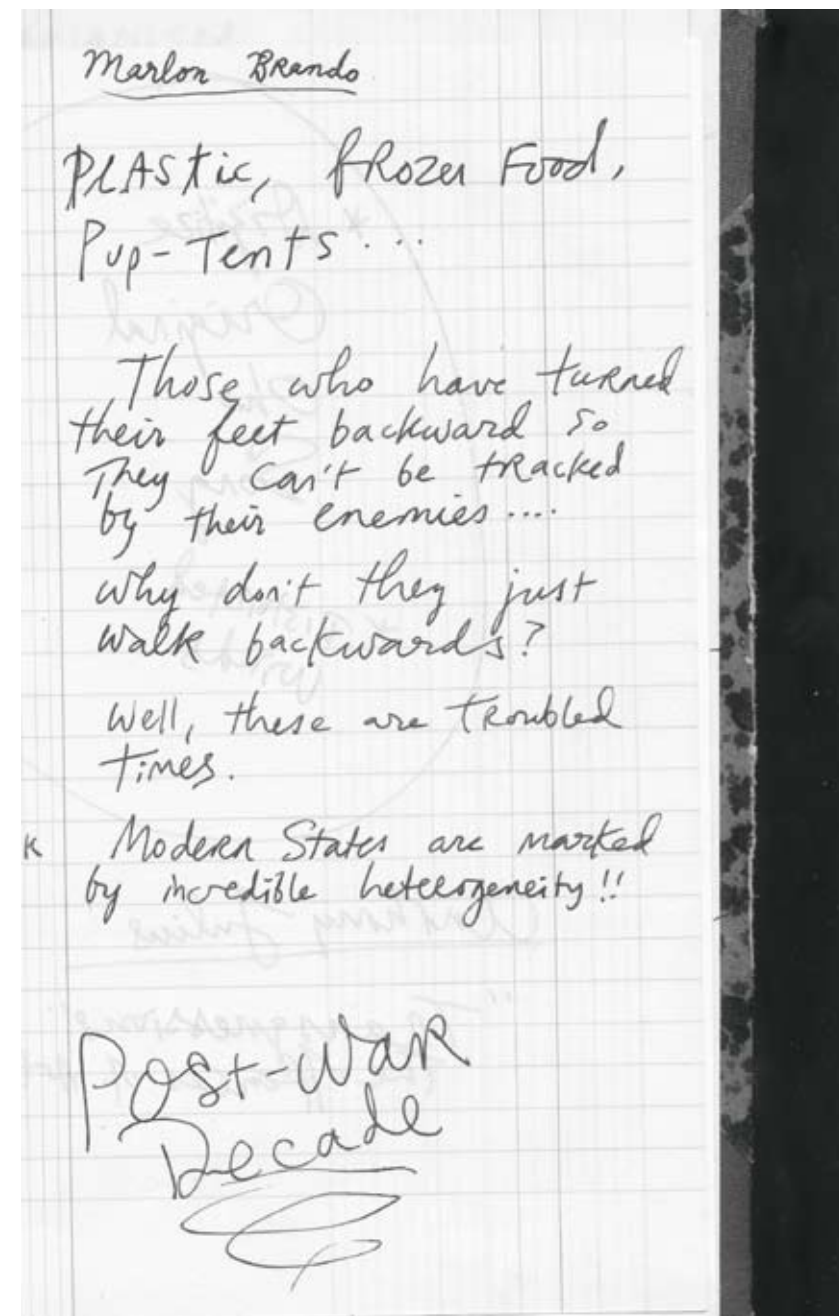 Marlon Brando
Plastic, frozen Food,
Pup-Tents...
Those who have turned
their feet backward so
They can't be tracked
by their enemies....
why don't they just
walk backwards?
Well, these are troubled
times.
K Modern States are marked
by incredible heterogeneity!!
Post-War
Decade